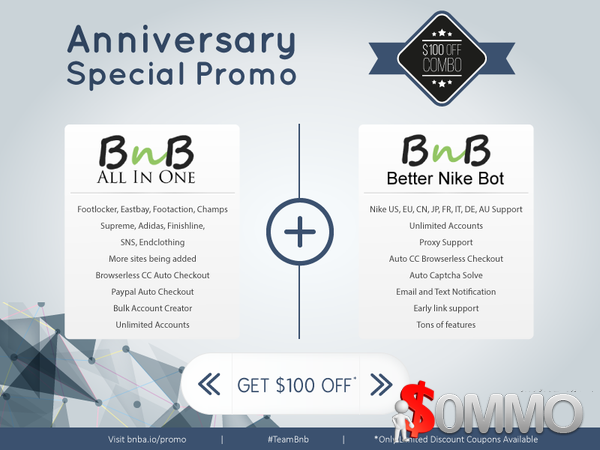 Anniversary
Special Promo
$100 OFF
COMBO
BnB
ALL IN ONE
Footlocker, Eastbay, Footaction, Champs
Supreme, Adidas, Finishline,
SNS, Endclothing
More sites being added
Browserless CC Auto Checkout
Paypal Auto Checkout
Bulk Account Creator
Unlimited Accounts
BnB
Better Nike Bot
Nike US, EU, CN, JP, FR, IT, DE, AU Support
Unlimited Accounts
Proxy Support
Auto CC Browserless Checkout
Auto Captcha Solve
Email and Text Notification
Early link support
Tons of features
GET $100 OFF*
$0MMO
Visit bnba.io/promo | #TeamBnb | *Only Limited Discount Coupons Available